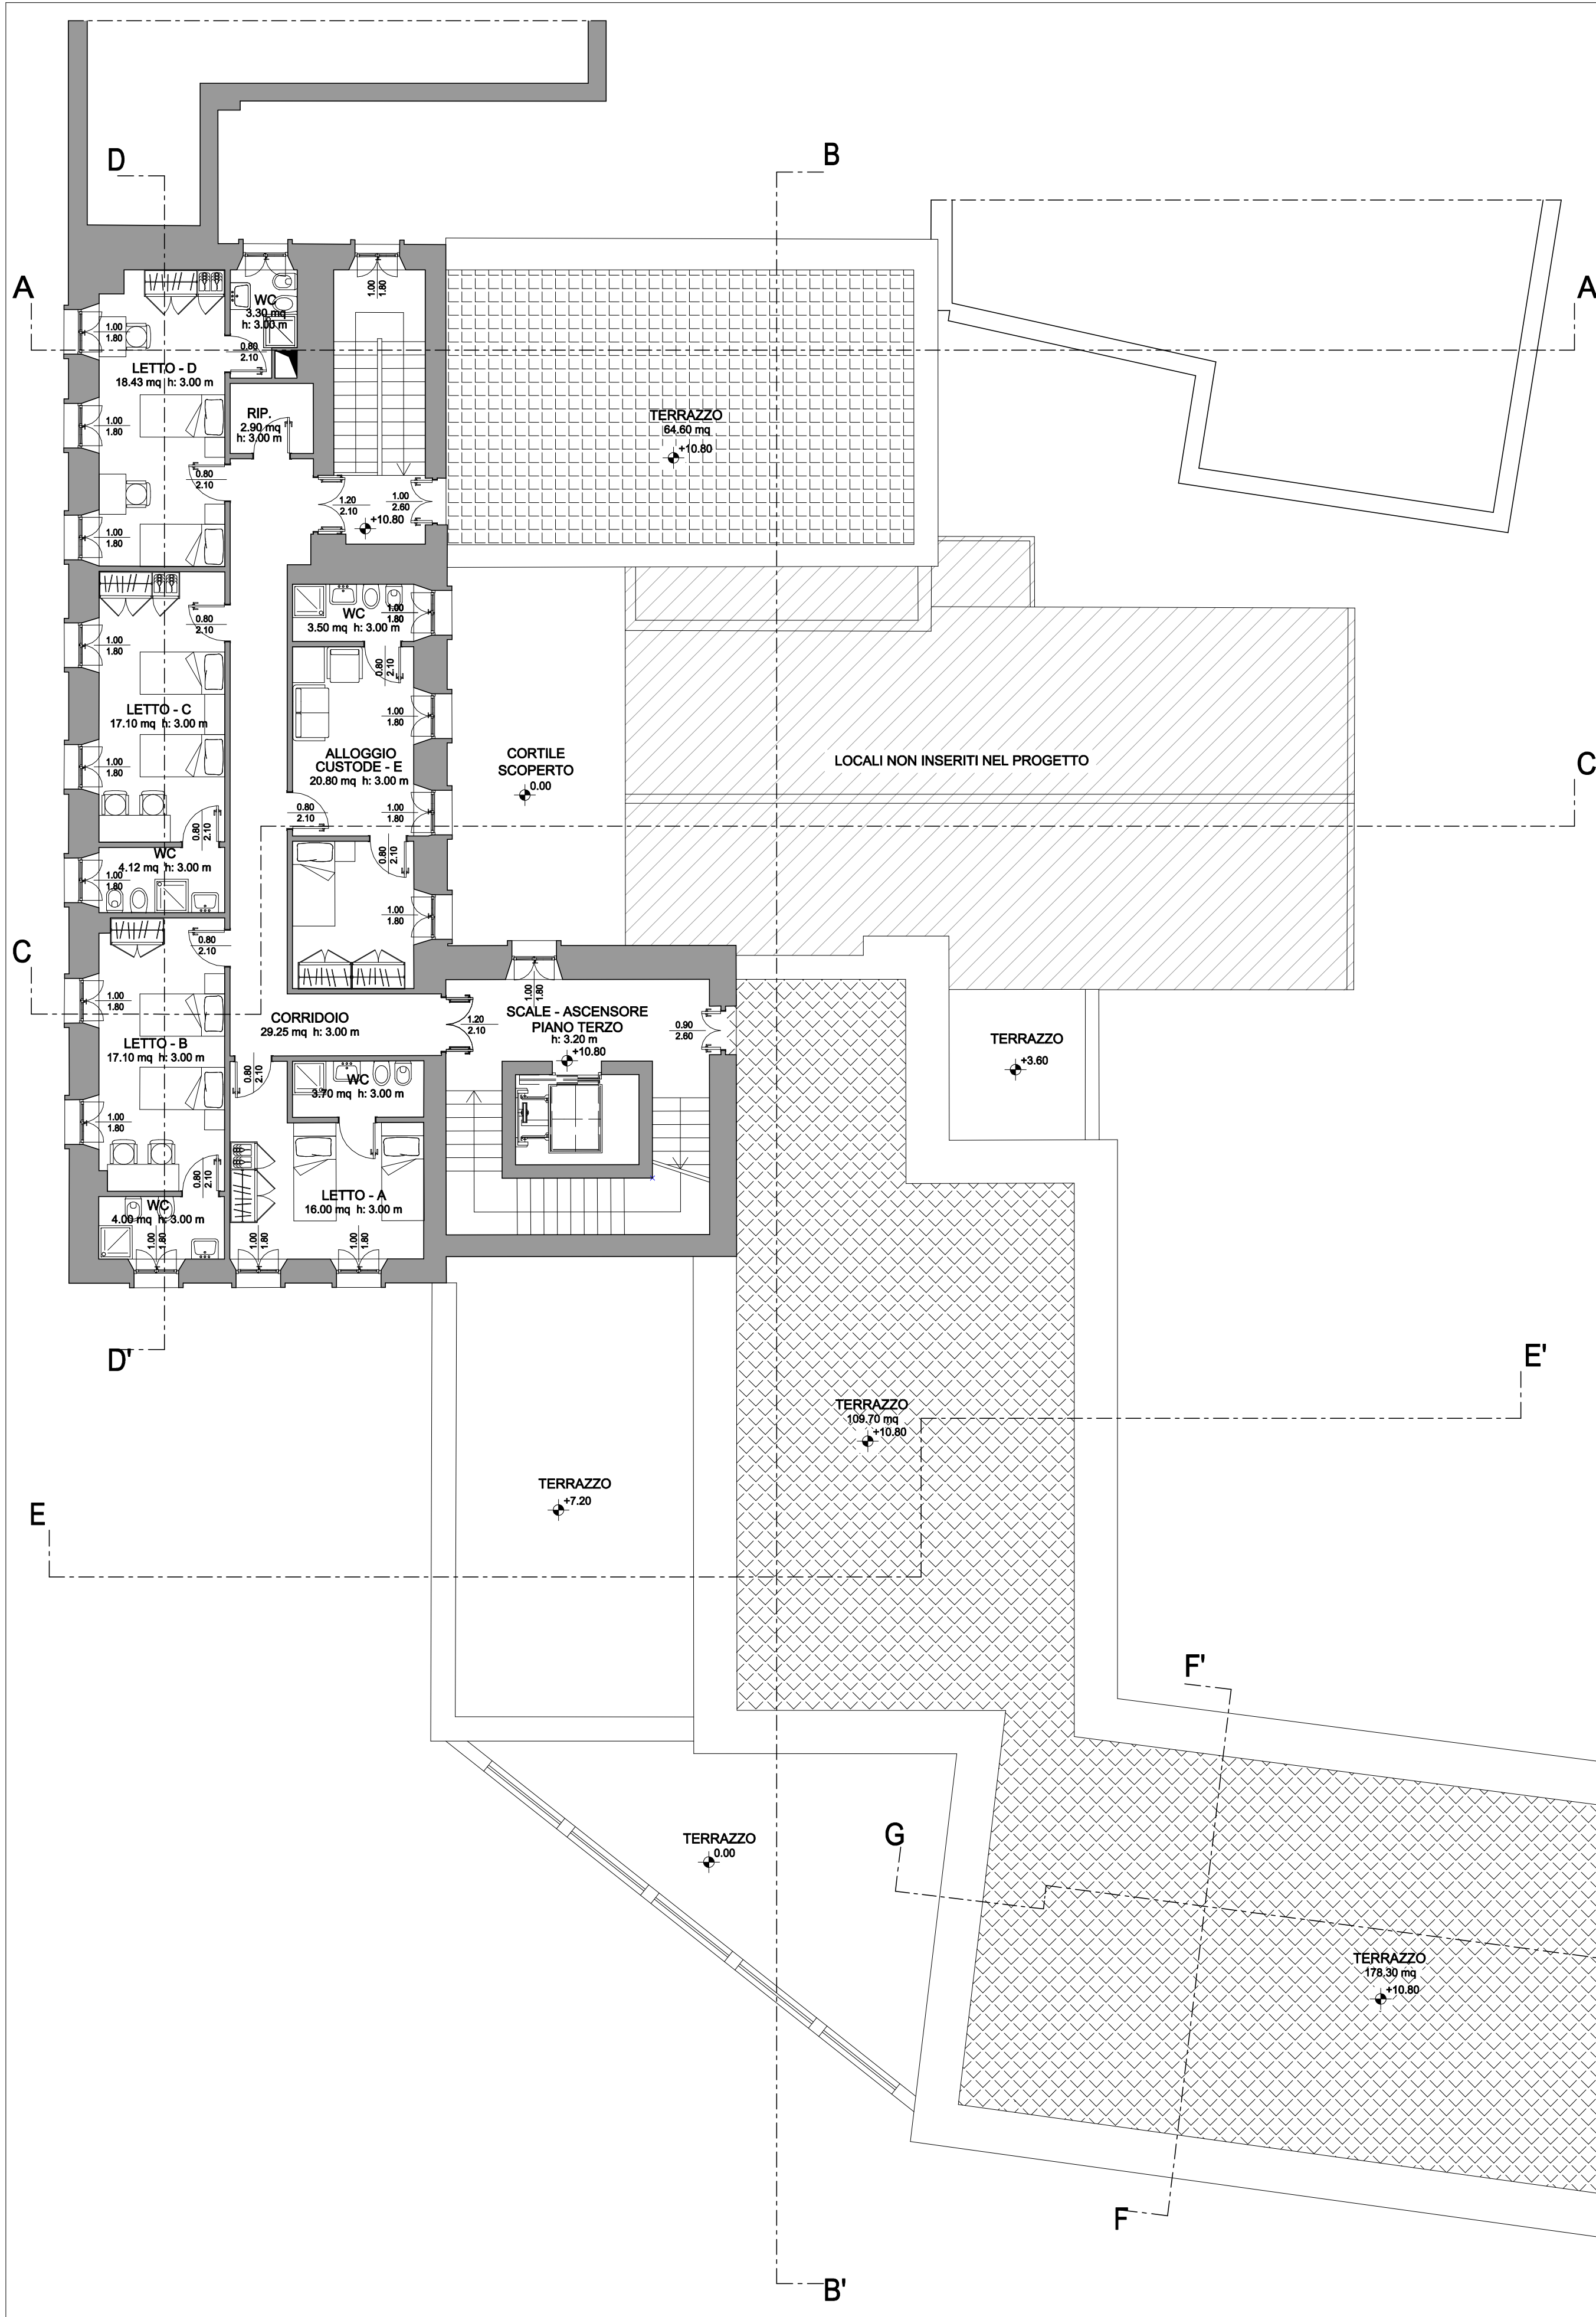 D
B
A
A
WC
3.30 mq
h: 3.00 m
1.00
1.80
1.00
1.80
0.80
2.10
LETTO - D
18.43 mq h: 3.00 m
RIP.
2.90 mq
h: 3.00 m
TERRAZZO
64.60 mq
+10.80
1.00
1.80
0.80
2.10
1.20
2.10
1.00
2.60
+10.80
1.00
1.80
0.80
2.10
WC
3.50 mq h: 3.00 m
1.00
1.80
1.00
1.80
0.80
2.10
LETTO - C
17.10 mq h: 3.00 m
1.00
1.80
ALLOGGIO
CUSTODE - E
20.80 mq h: 3.00 m
CORTILE
SCOPERTO
0.00
LOCALI NON INSERITI NEL PROGETTO
C
1.00
1.80
0.80
2.10
1.00
1.80
0.80
2.10
WC
4.12 mq h: 3.00 m
1.00
1.80
0.80
2.10
1.00
1.80
0.80
2.10
C
1.00
1.80
CORRIDOIO
29.25 mq h: 3.00 m
1.20
2.10
1.00
1.80
SCALE - ASCENSORE
PIANO TERZO
h: 3.20 m
+10.80
0.90
2.60
TERRAZZO
+3.60
LETTO - B
17.10 mq h: 3.00 m
0.80
2.10
WC
3.70 mq h: 3.00 m
1.00
1.80
0.80
2.10
LETTO - A
16.00 mq h: 3.00 m
WC
4.00 mq h: 3.00 m
1.00
1.80
1.00
1.80
1.00
1.80
D'
E'
TERRAZZO
109.70 mq
+10.80
TERRAZZO
+7.20
E
F'
TERRAZZO
0.00
G
TERRAZZO
178.30 mq
+10.80
F
B'